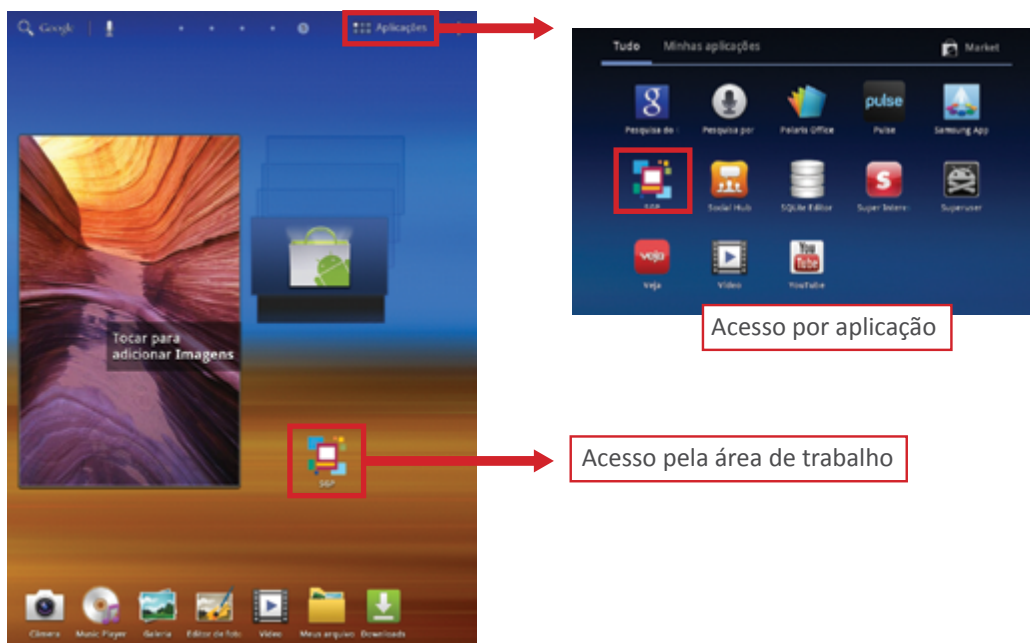 Google
Aplicações
Tocar para
adicionar Imagens
SGP
Câmera
Music Player
Galeria
Editor de foto
Vídeo
Meus arquivo
Downloads
Tudo
Minhas aplicações
Market
Pesquisa do
Pesquisa por
Polaris Office
pulse
Pulse
Samsung App
SGP
Social Hub
SQLite Editor
S
Super Intere
Superuser
veja
Veja
Vídeo
You
Tube
YouTube
Acesso por aplicação
Acesso pela área de trabalho